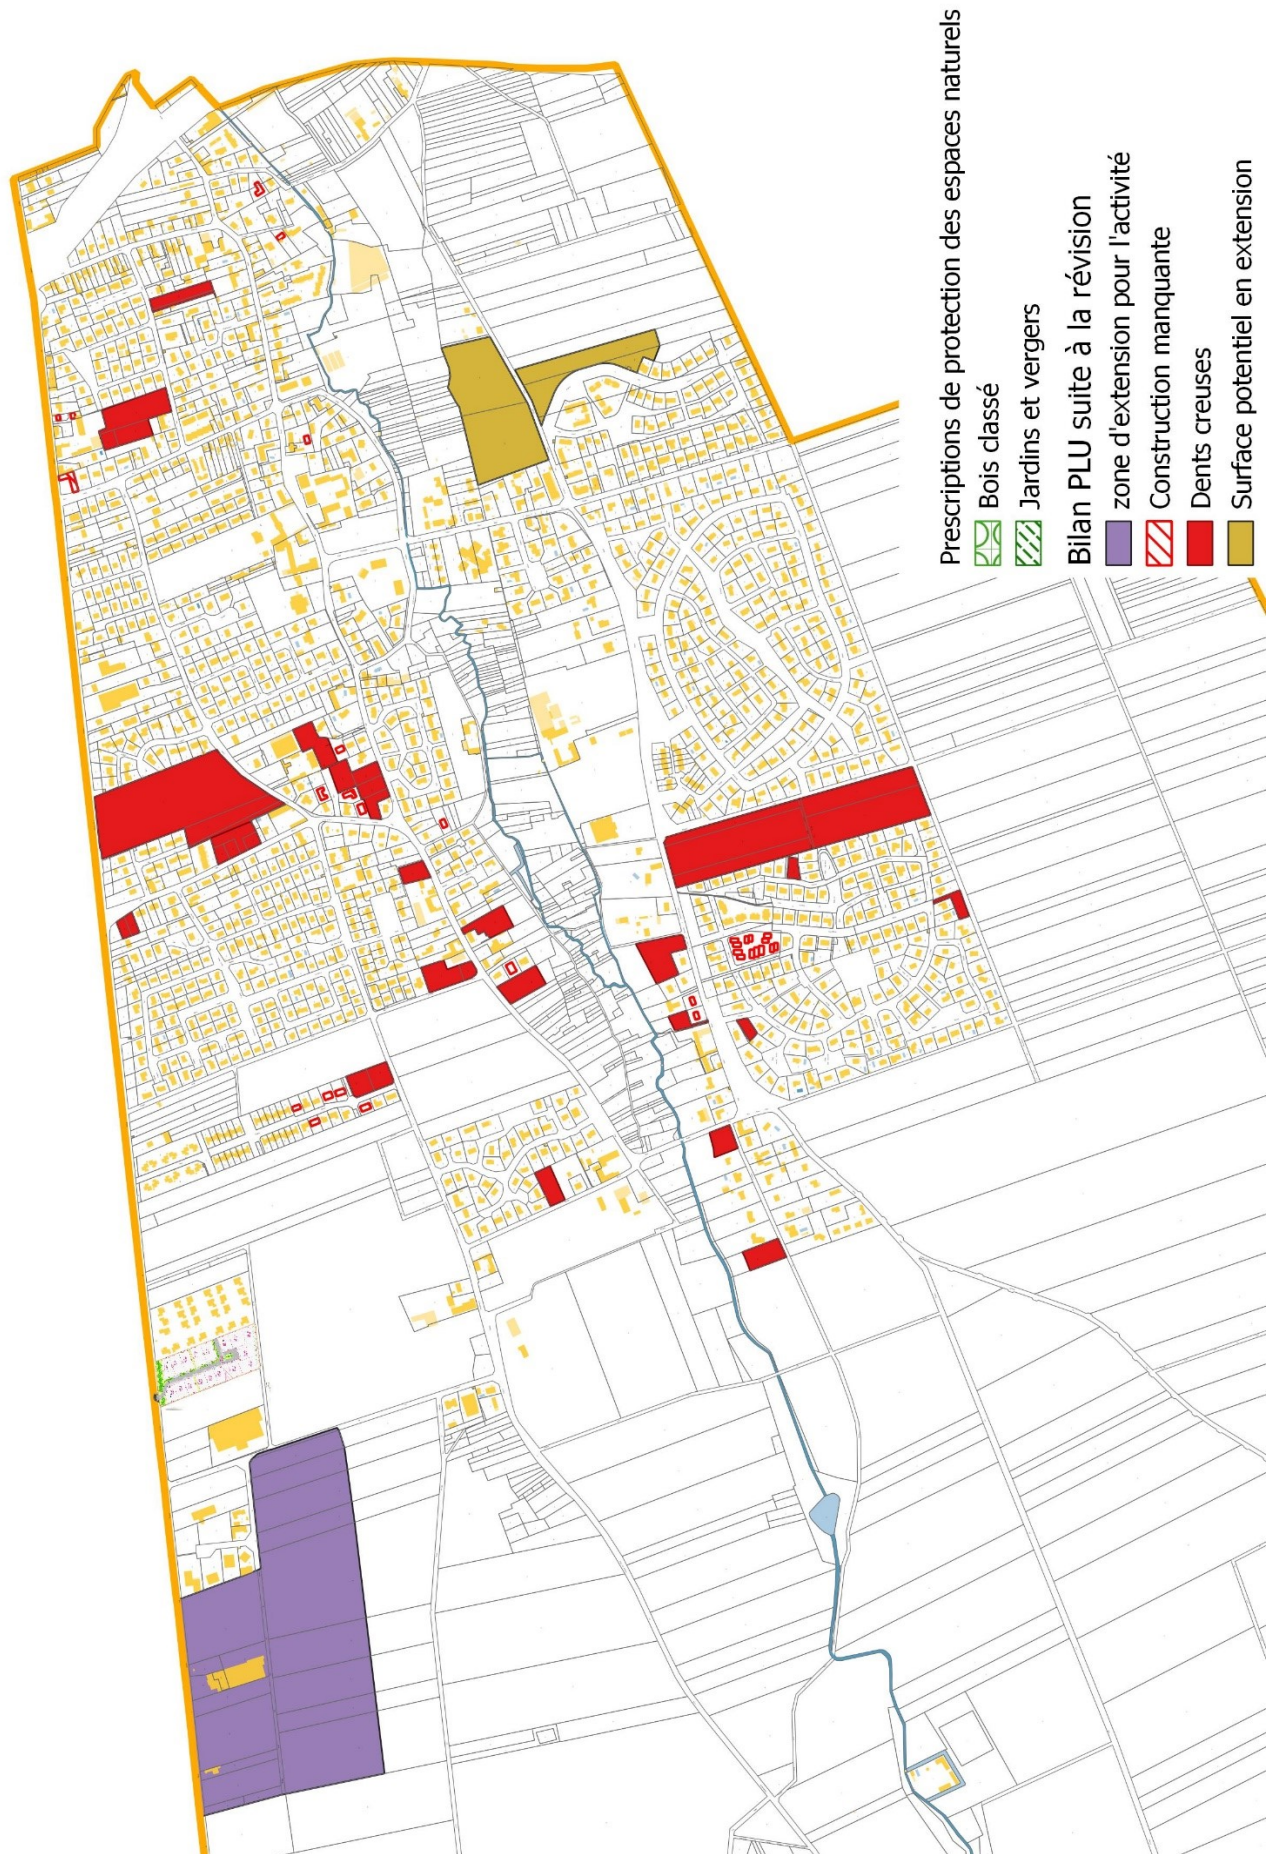 Prescriptions de protection des espaces naturels
Bois classé
Jardins et vergers
Bilan PLU suite à la révision
zone d'extension pour l'activité
Construction manquante
Dents creuses
Surface potentiel en extension